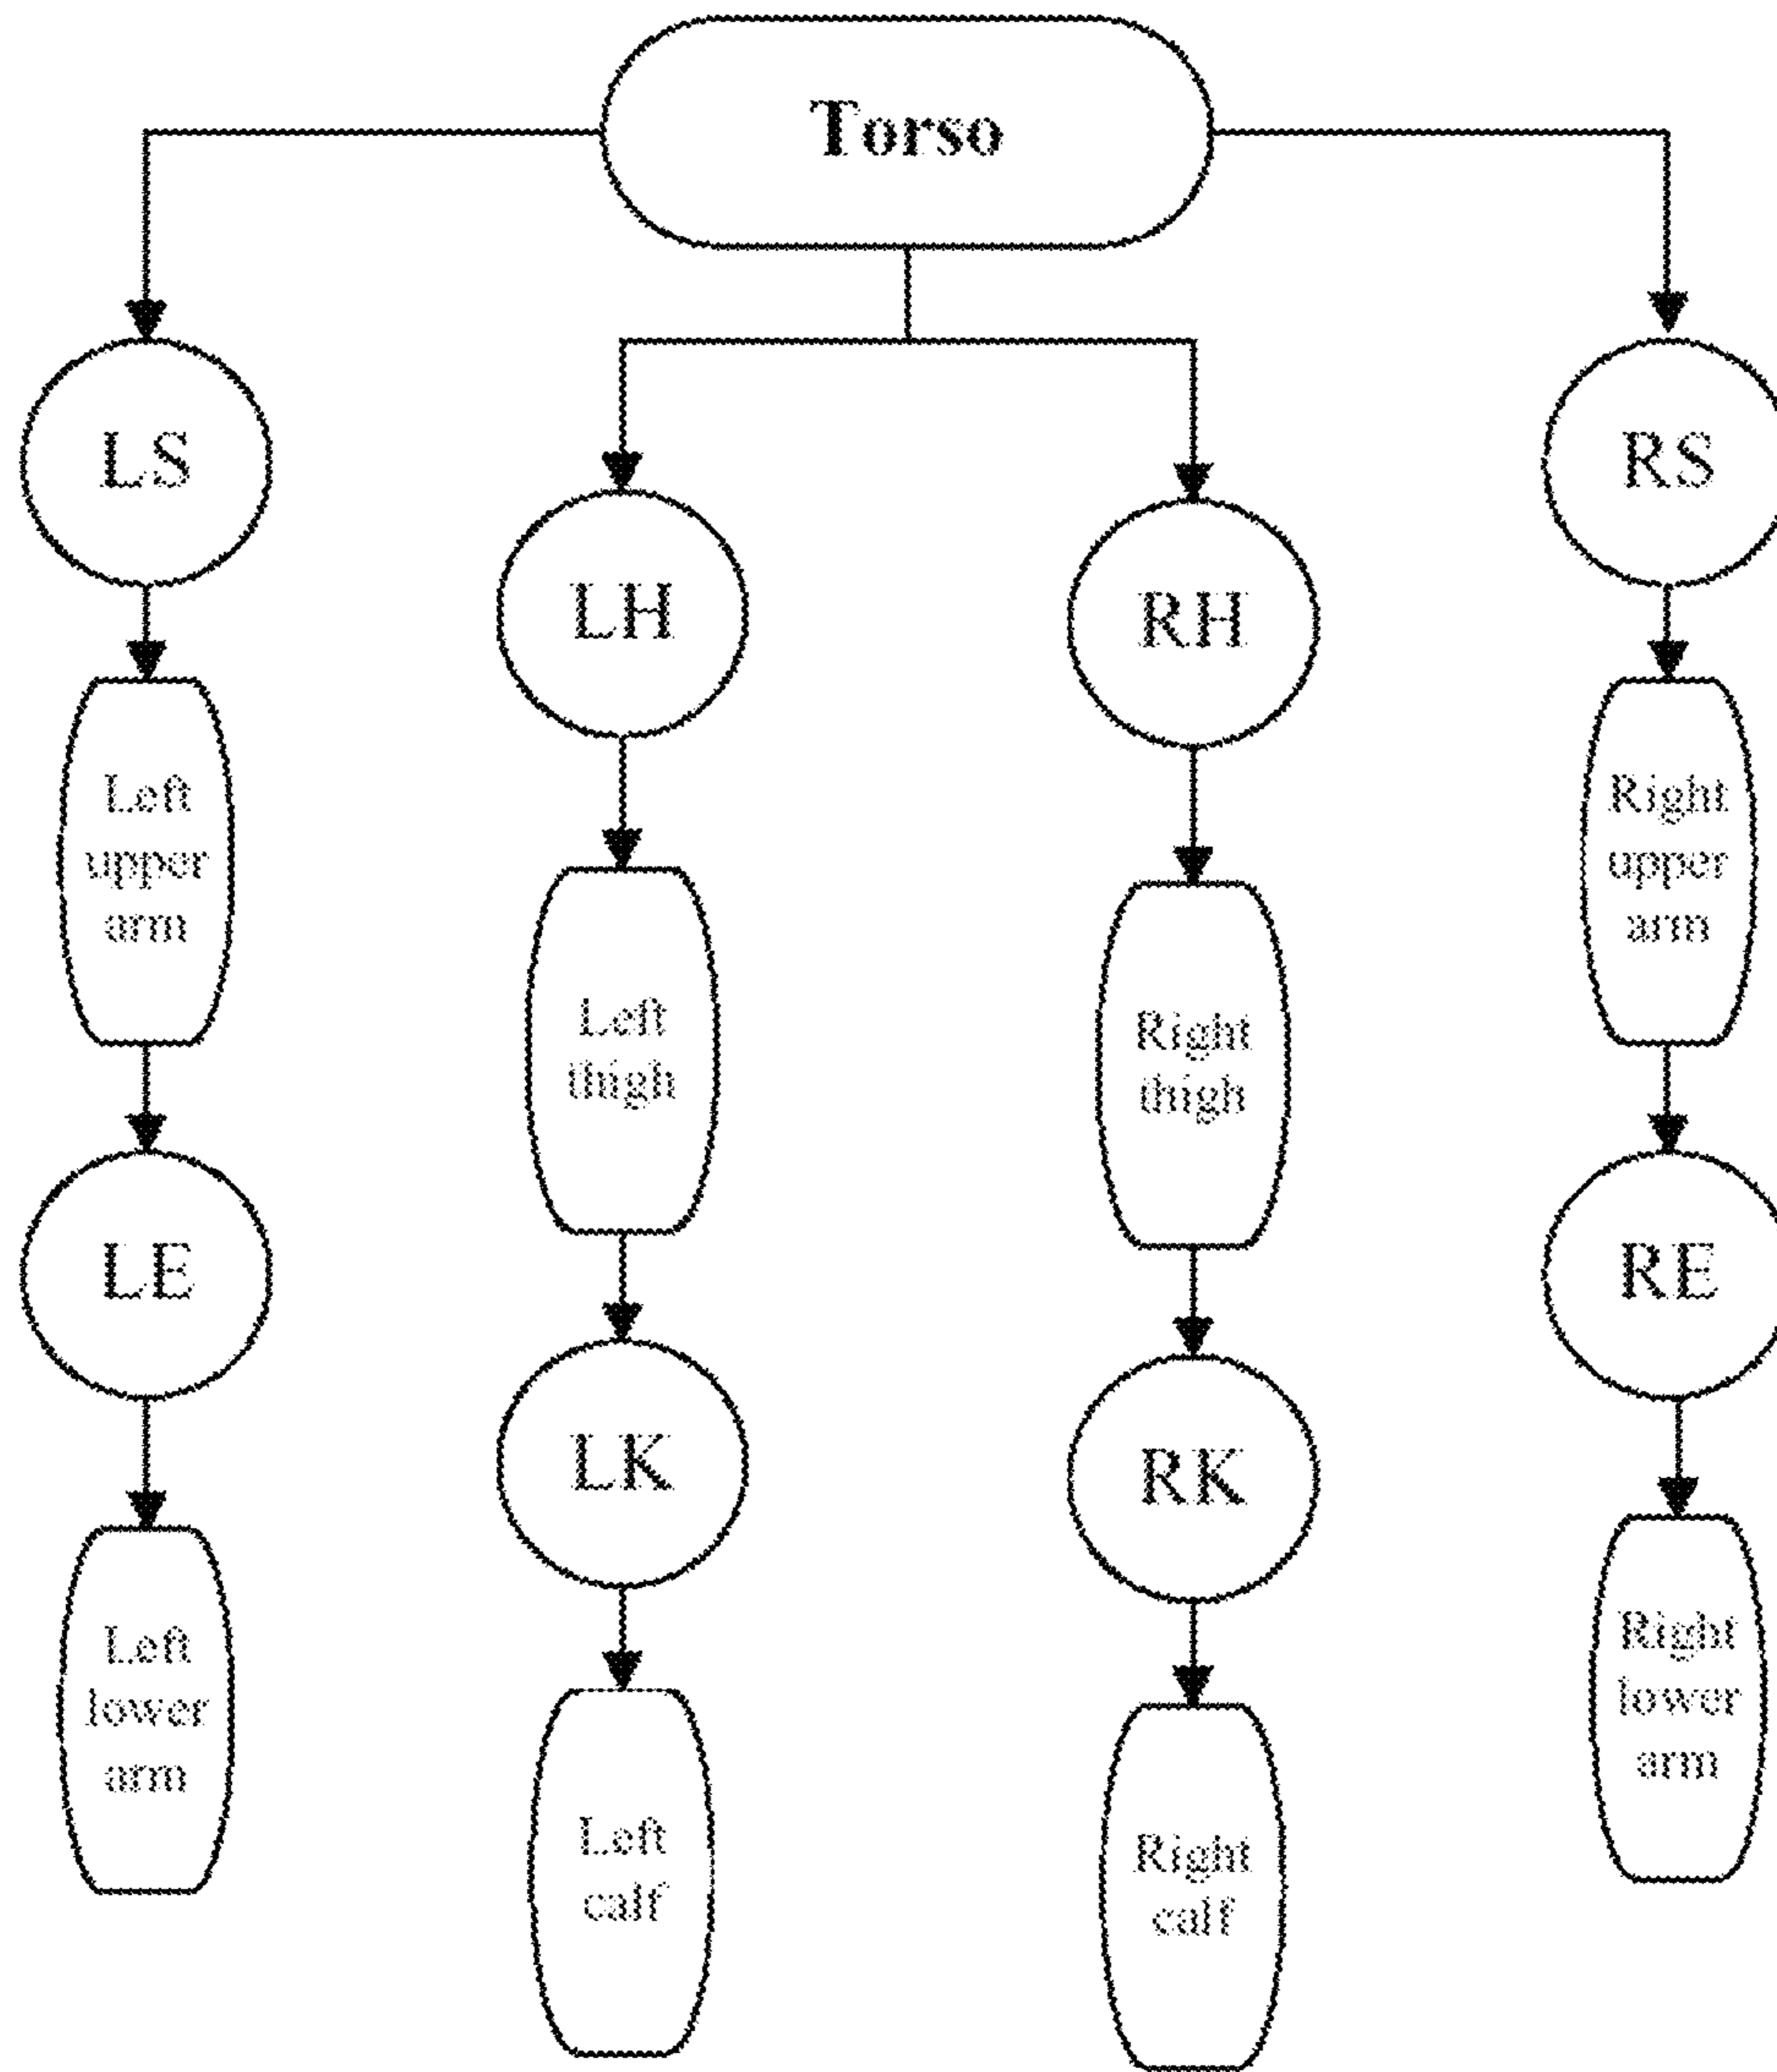 Torso
LS
RS
LH
RH
Left
upper
arm
Right
upper
arm
Left
thigh
Right
thigh
LE
RE
LK
RK
Left
lower
arm
Right
lower
arm
Left
calf
Right
calf